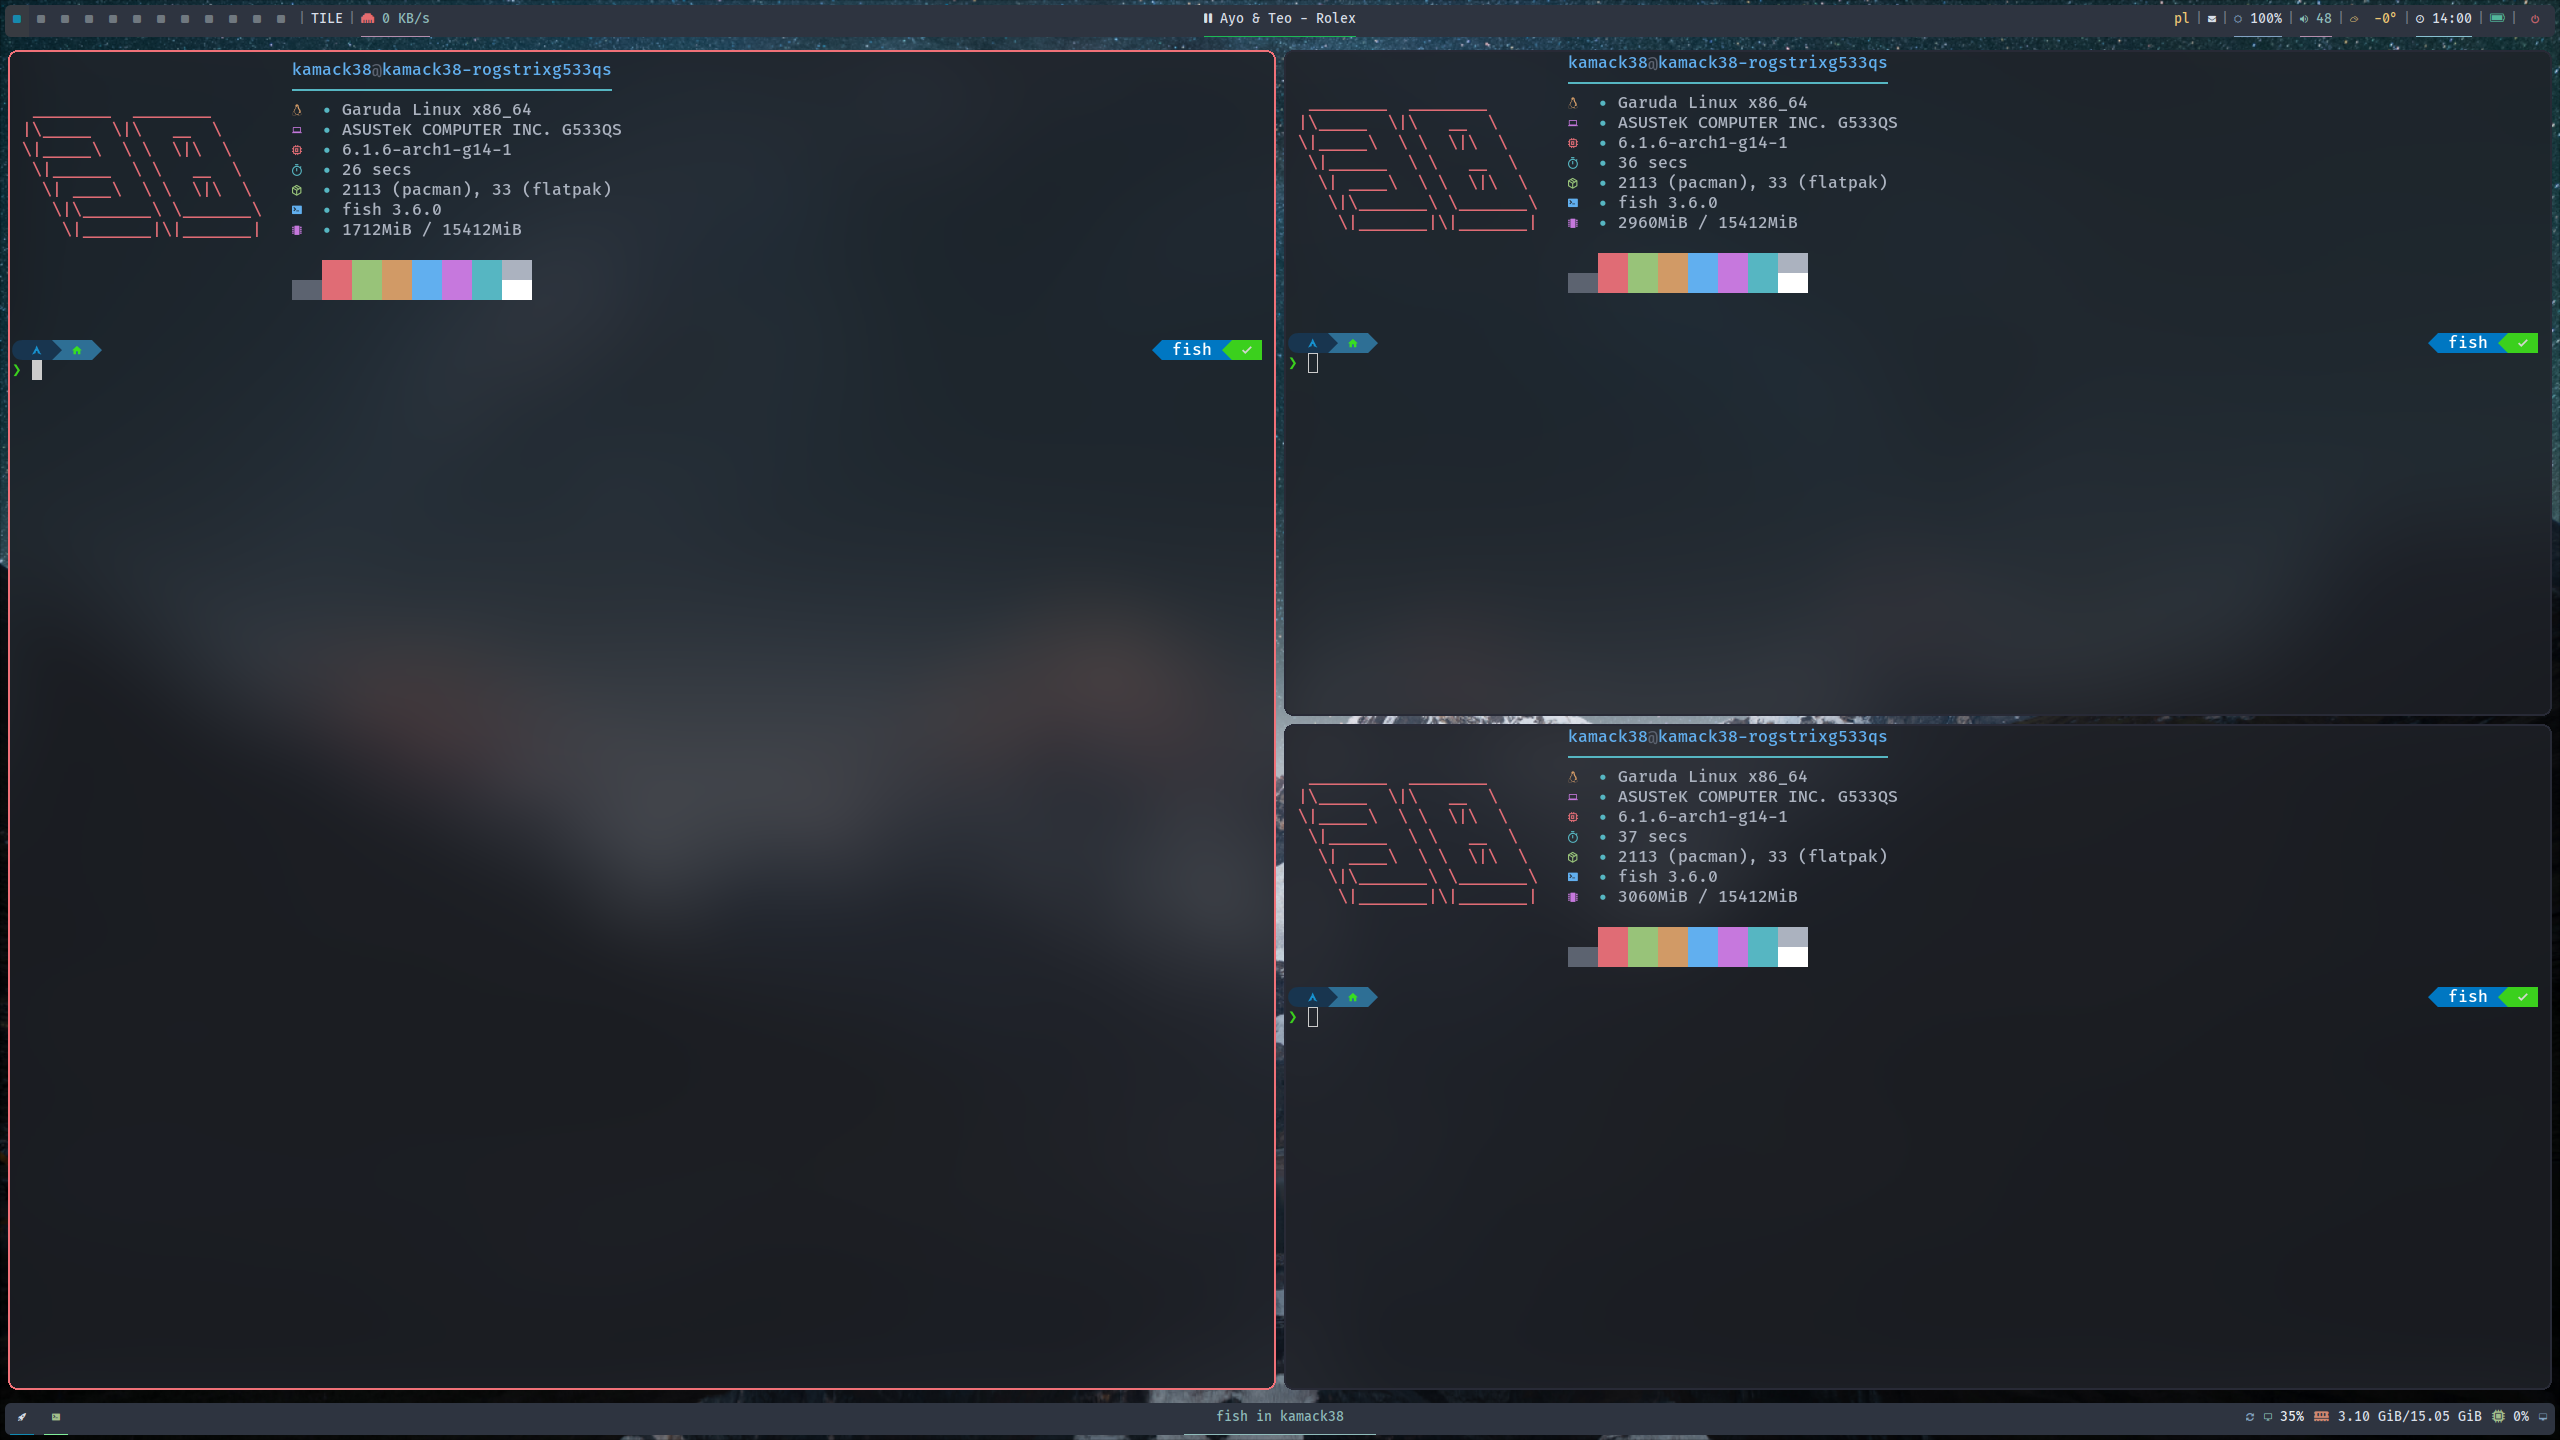 TILE
0 KB/s
Ayo & Teo - Rolex
pl
100%
48
-0°
14:00
kamack38@kamack38-rogstrixg533qs
Garuda Linux x86_64
ASUSTeK COMPUTER INC. G533QS
6.1.6-arch1-g14-1
26 secs
2113 (pacman), 33 (flatpak)
fish 3.6.0
1712MiB / 15412MiB
fish
kamack38@kamack38-rogstrixg533qs
Garuda Linux x86_64
ASUSTeK COMPUTER INC. G533QS
6.1.6-arch1-g14-1
36 secs
2113 (pacman), 33 (flatpak)
fish 3.6.0
2960MiB / 15412MiB
fish
kamack38@kamack38-rogstrixg533qs
Garuda Linux x86_64
ASUSTeK COMPUTER INC. G533QS
6.1.6-arch1-g14-1
37 secs
2113 (pacman), 33 (flatpak)
fish 3.6.0
3060MiB / 15412MiB
fish
fish in kamack38
35%
3.10 GiB/15.05 GiB
0%